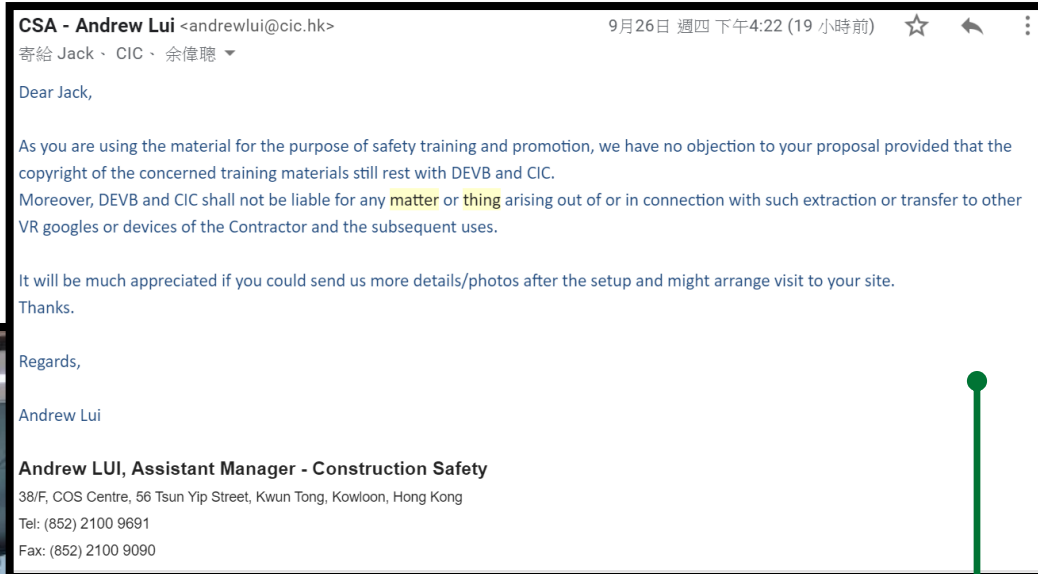 CSA - Andrew Lui <andrewlui@cic.hk>
9月26日 週四 下午4:22 (19 小時前)
寄給 Jack、 CIC、 余偉聰
Dear Jack,
As you are using the material for the purpose of safety training and promotion, we have no objection to your proposal provided that the
copyright of the concerned training materials still rest with DEVB and CIC.
Moreover, DEVB and CIC shall not be liable for any matter or thing arising out of or in connection with such extraction or transfer to other
VR googles or devices of the Contractor and the subsequent uses.
It will be much appreciated if you could send us more details/photos after the setup and might arrange visit to your site.
Thanks.
Regards,
Andrew Lui
Andrew LUI, Assistant Manager - Construction Safety
38/F, COS Centre, 56 Tsun Yip Street, Kwun Tong, Kowloon, Hong Kong
Tel: (852) 2100 9691
Fax: (852) 2100 9090